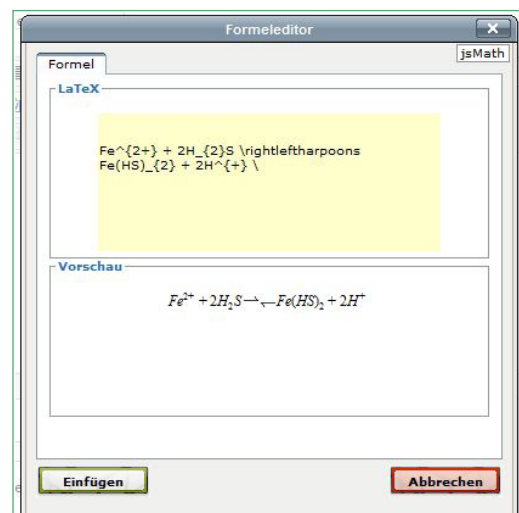 Formeleditor
jsMath
Formel
LaTeX
Fe^{2+} + 2H_{2}S \rightleftharpoons
Fe(HS)_{2} + 2H^{+} \
Vorschau
Fe²⁺ + 2H₂S⇀↽Fe(HS)₂ + 2H⁺
Einfügen
Abbrechen